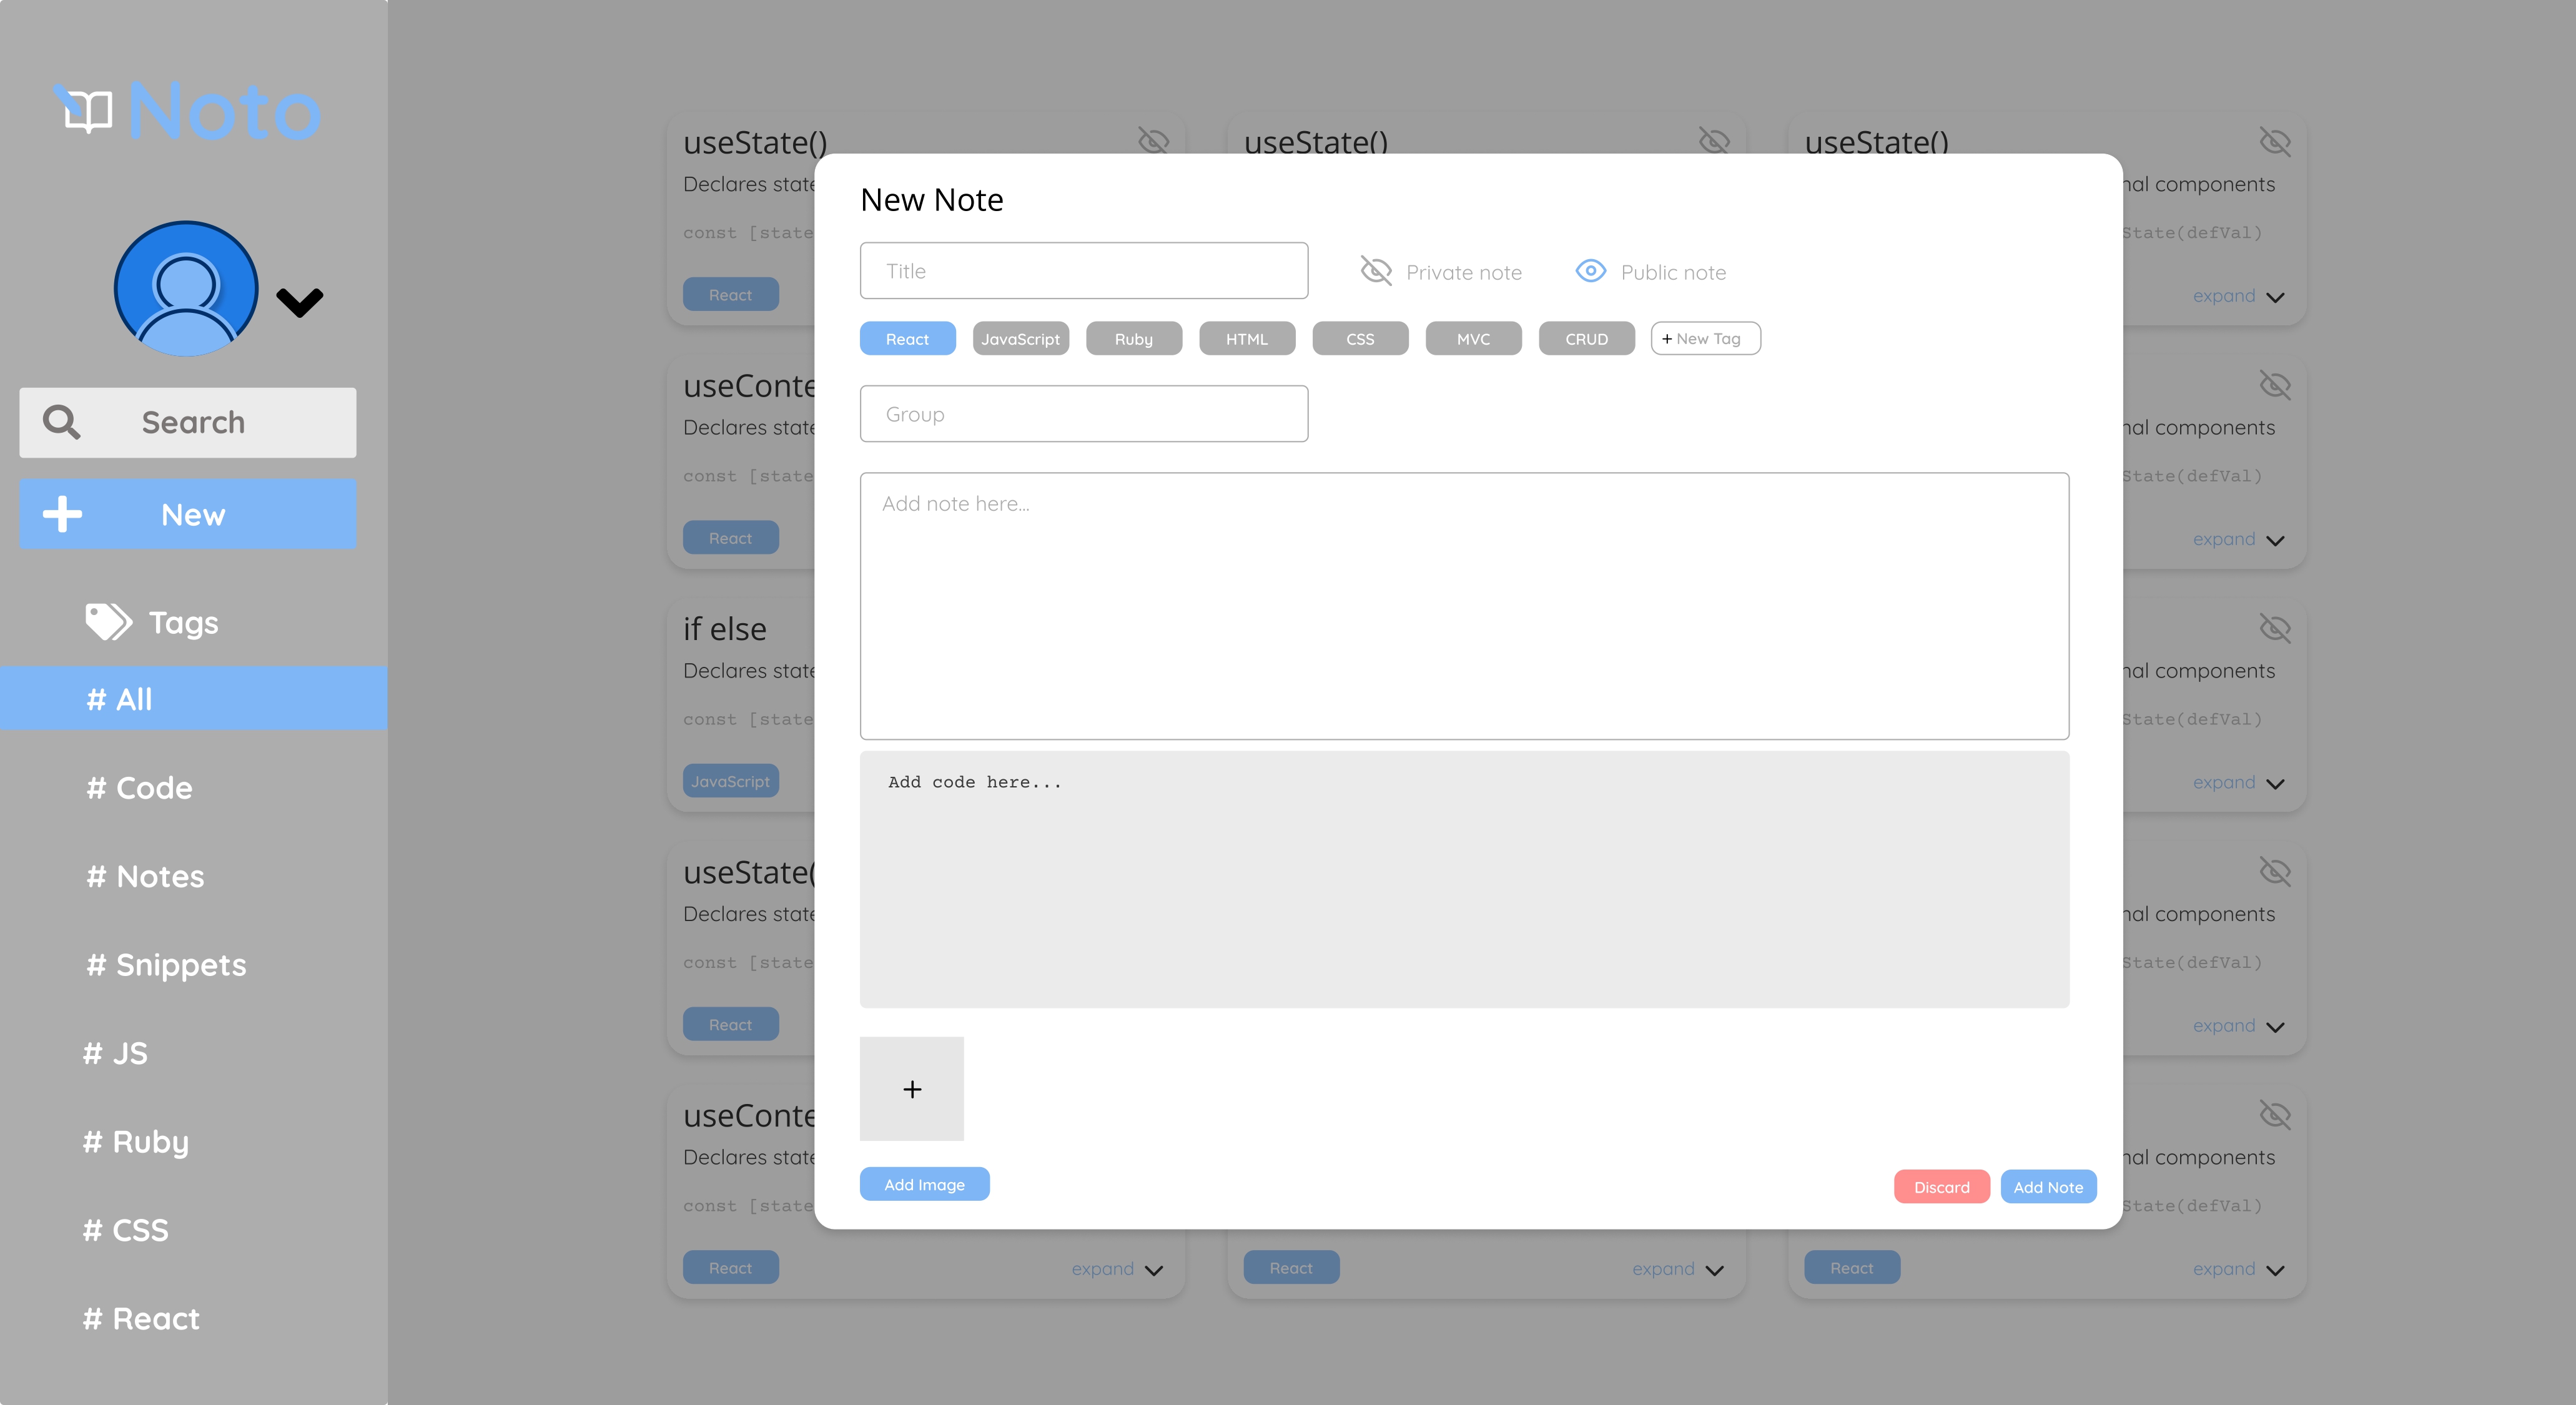 Noto
Search
New
Tags
# All
# Code
# Notes
# Snippets
# JS
# Ruby
# CSS
# React
useState()
useState()
useState()
Declares state
nal components
const [state
State(defVal)
React
expand
useConte
Declares state
nal components
const [state
State(defVal)
React
expand
if else
Declares state
nal components
const [state
State(defVal)
JavaScript
expand
useState(
Declares state
nal components
const [state
State(defVal)
React
expand
useConte
Declares state
nal components
const [state
State(defVal)
React
expand
React
expand
React
expand
New Note
Title
Private note
Public note
React
JavaScript
Ruby
HTML
CSS
MVC
CRUD
+ New Tag
Group
Add note here...
Add code here...
+
Add Image
Discard
Add Note